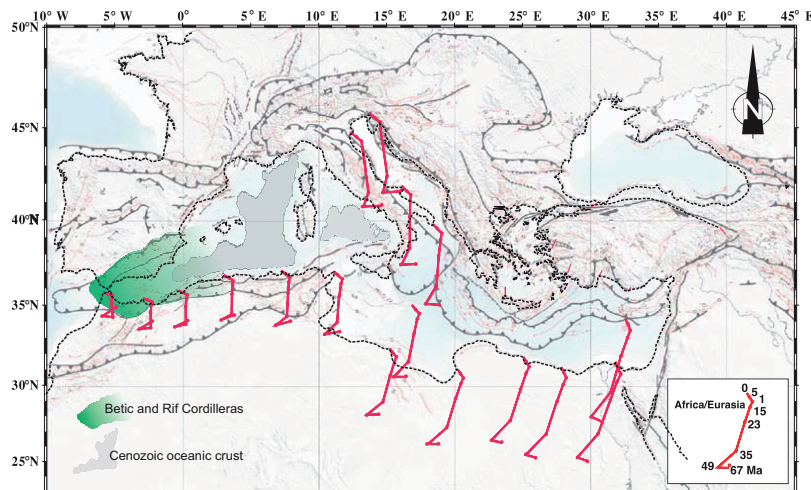 10° W 5° W 0° 5° E 10° E 15° E 20° E 25° E 30° E 35° E 40° E 45° E
50°N
45°N
40°N
35°N
30°N
25°N
N
Betic and Rif Cordilleras
Cenozoic oceanic crust
Africa/Eurasia
0
5
1
15
23
35
49
67 Ma